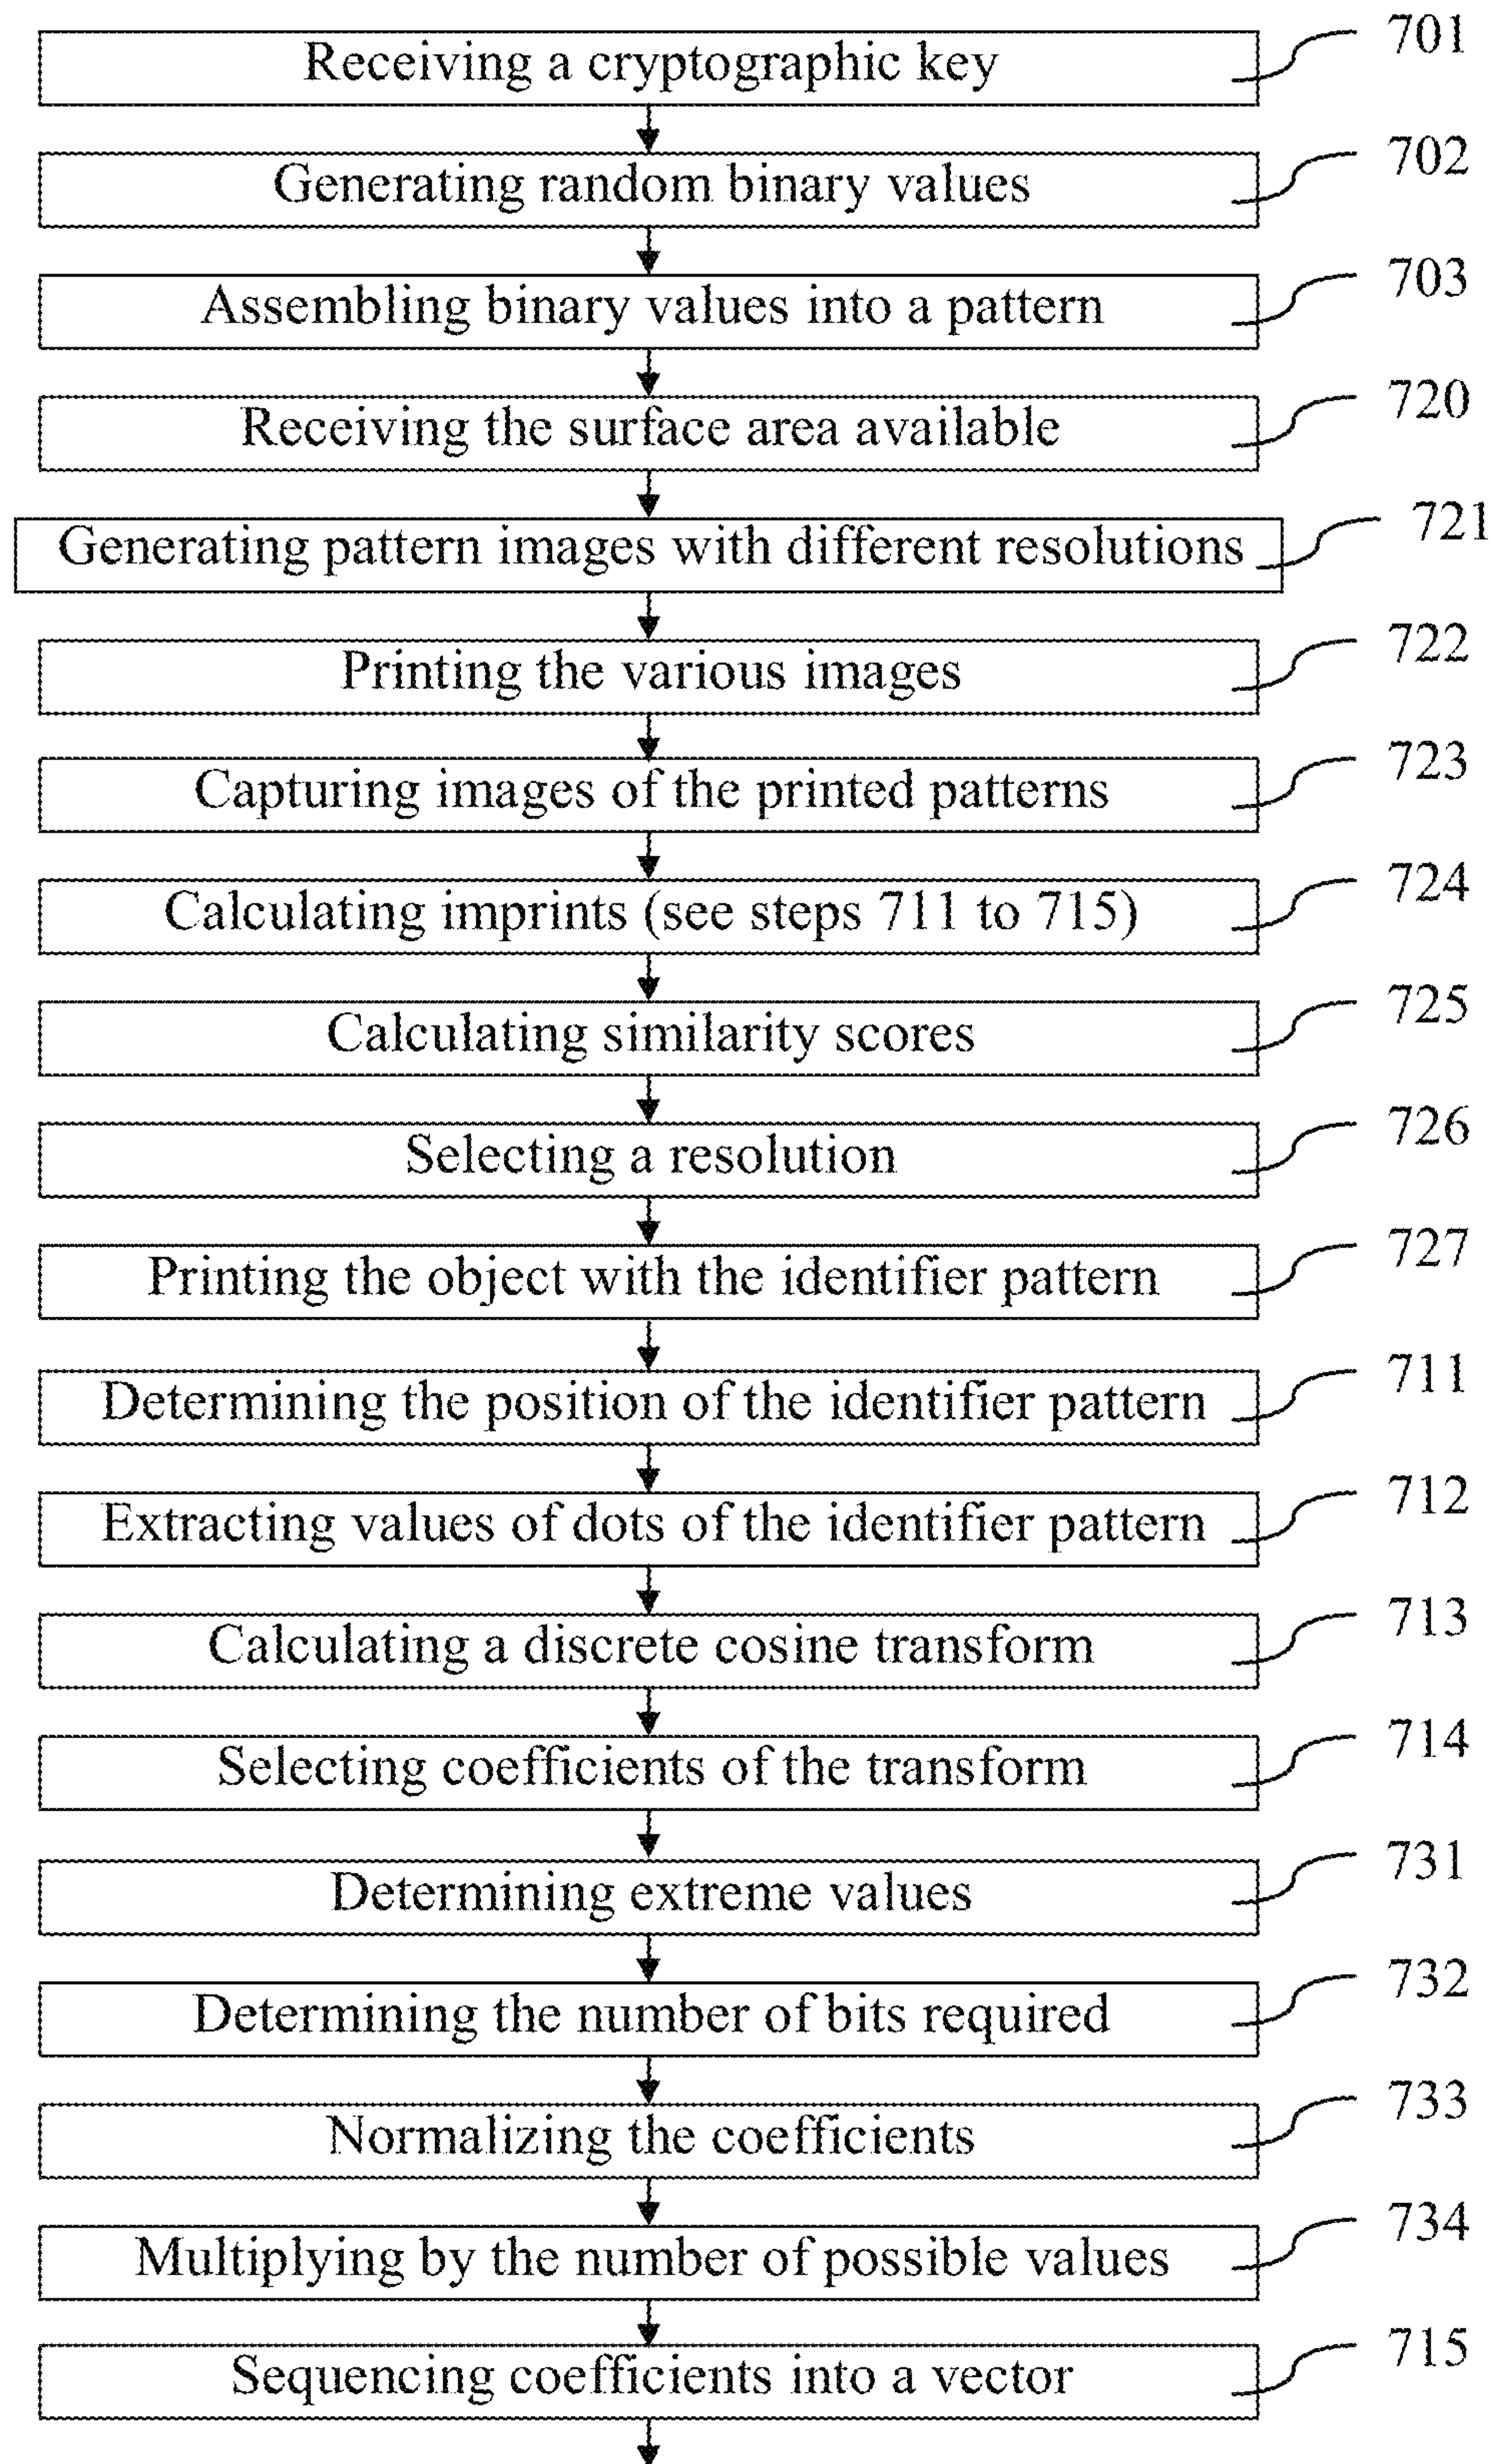 Receiving a cryptographic key 701
Generating random binary values 702
Assembling binary values into a pattern 703
Receiving the surface area available 720
Generating pattern images with different resolutions 721
Printing the various images 722
Capturing images of the printed patterns 723
Calculating imprints (see steps 711 to 715) 724
Calculating similarity scores 725
Selecting a resolution 726
Printing the object with the identifier pattern 727
Determining the position of the identifier pattern 711
Extracting values of dots of the identifier pattern 712
Calculating a discrete cosine transform 713
Selecting coefficients of the transform 714
Determining extreme values 731
Determining the number of bits required 732
Normalizing the coefficients 733
Multiplying by the number of possible values 734
Sequencing coefficients into a vector 715